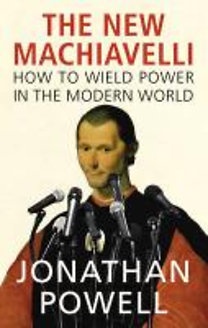 THE NEW
MACHIAVELLI
HOW TO WIELD POWER
IN THE MODERN WORLD
JONATHAN
POWELL